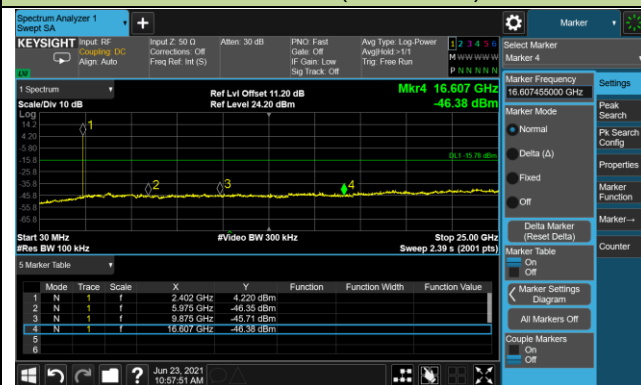 Spectrum Analyzer 1
Swept SA
Marker
KEYSIGHT Input: RF Input Z: 50 Ω Atten: 30 dB PNO: Fast Avg Type: Log-Power 1 2 3 4 5 6
Coupling: DC Corrections: Off Gate: Off Avg|Hold:>1/1 M W W W W W
Align: Auto Freq Ref: Int (S) IF Gain: Low Trig: Free Run
Sig Track: Off P N N N N N
Select Marker
Marker 4
1 Spectrum
Scale/Div 10 dB
Ref Lvl Offset 11.20 dB
Ref Level 24.20 dBm
Mkr4 16.607 GHz
-46.38 dBm
Log
14.2
4.20
-5.80
-15.8
-25.8
-35.8
-45.8
-55.8
-65.8
1
2
3
4
DL1 -15.78 dBm
Start 30 MHz
#Res BW 100 kHz
#Video BW 300 kHz
Stop 25.00 GHz
Sweep 2.39 s (2001 pts)
5 Marker Table
Mode Trace Scale X Y Function Function Width Function Value
1 N 1 f 2.402 GHz 4.220 dBm
2 N 1 f 5.975 GHz -46.35 dBm
3 N 1 f 9.875 GHz -45.71 dBm
4 N 1 f 16.607 GHz -46.38 dBm
5
6
Marker Frequency
16.607455000 GHz
Marker Mode
Normal
Delta (Δ)
Fixed
Off
Delta Marker
(Reset Delta)
Marker Table
On
Off
Marker Settings
Diagram
All Markers Off
Couple Markers
On
Off
Settings
Peak
Search
Pk Search
Config
Properties
Marker
Function
Marker→
Counter
Jun 23, 2021
10:57:51 AM